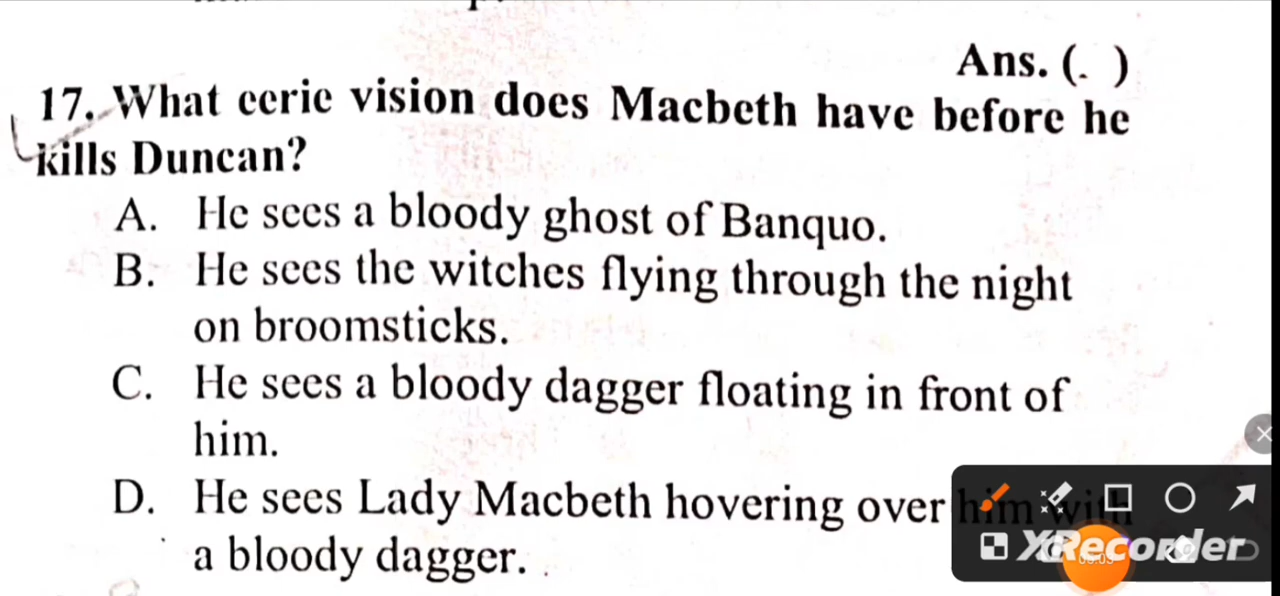 Ans. (. )
17. What eerie vision does Macbeth have before he
kills Duncan?
A. He sees a bloody ghost of Banquo.
B. He sees the witches flying through the night
on broomsticks.
C. He sees a bloody dagger floating in front of
him.
D. He sees Lady Macbeth hovering over him with
a bloody dagger.
XRecorder